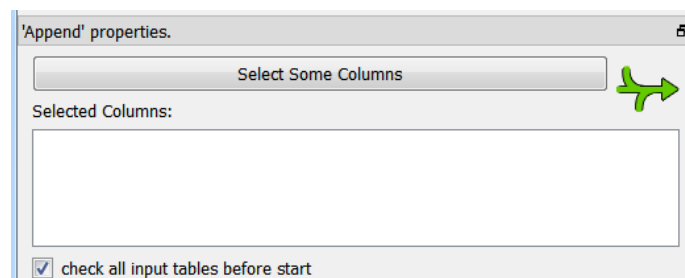 'Append' properties.
Select Some Columns
Selected Columns:
check all input tables before start